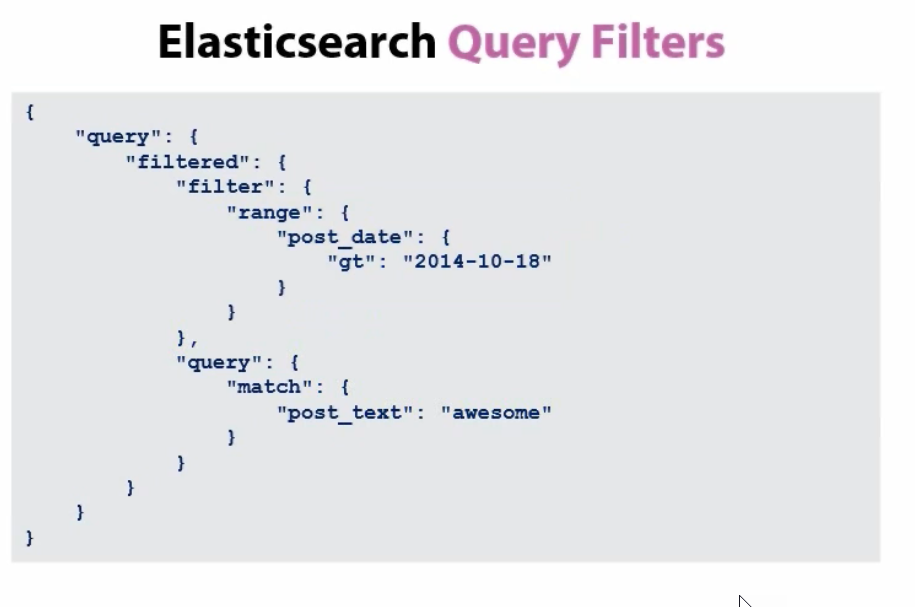 Elasticsearch Query Filters
{
"query": {
"filtered": {
"filter": {
"range": {
"post_date": {
"gt": "2014-10-18"
}
}
},
"query": {
"match": {
"post_text": "awesome"
}
}
}
}
}